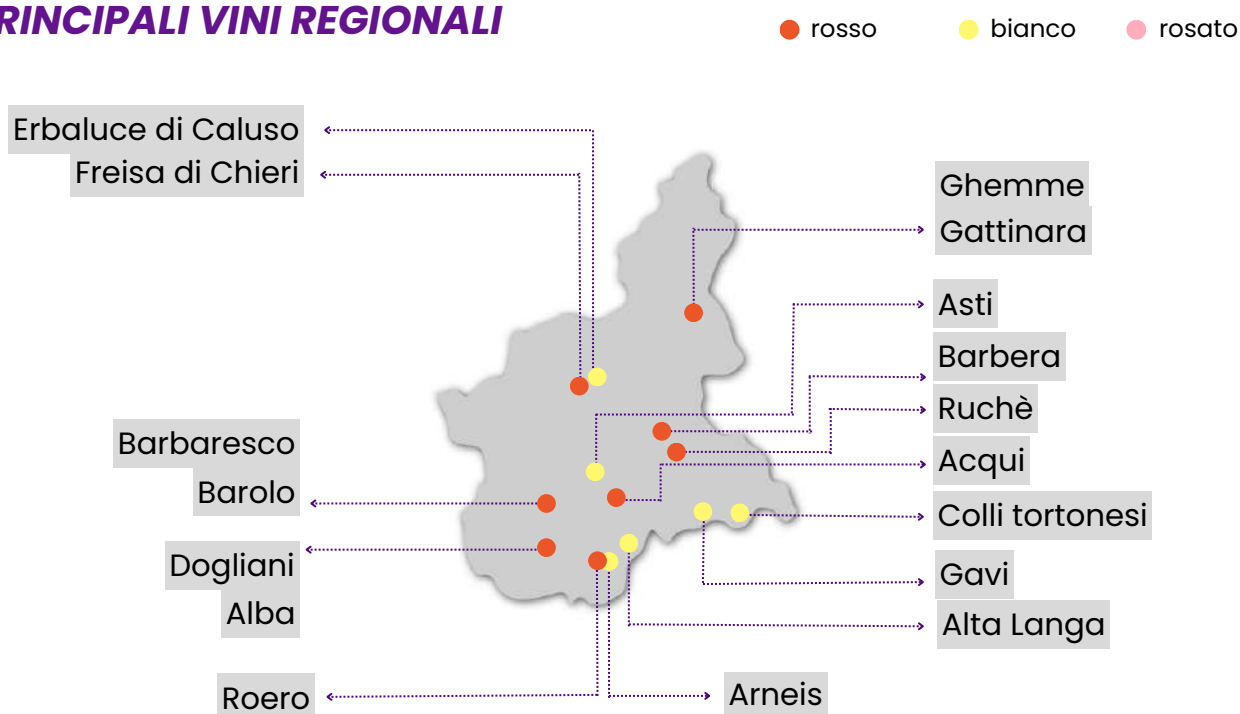 RINCIPALI VINI REGIONALI
rosso
bianco
rosato
Erbaluce di Caluso
Freisa di Chieri
Ghemme
Gattinara
Asti
Barbera
Ruchè
Acqui
Colli tortonesi
Gavi
Alta Langa
Barbaresco
Barolo
Dogliani
Alba
Roero
Arneis